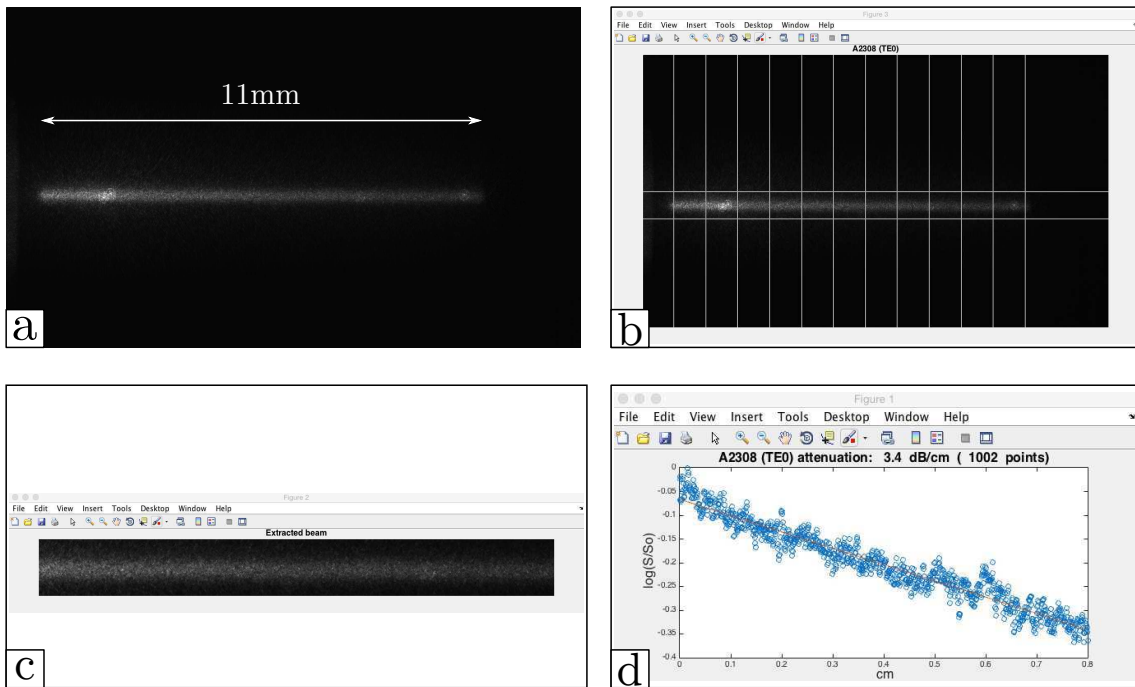 11mm
a
Figure 3
File Edit View Insert Tools Desktop Window Help
A2308 (TE0)
b
Figure 2
File Edit View Insert Tools Desktop Window Help
Extracted beam
c
Figure 1
File Edit View Insert Tools Desktop Window Help
A2308 (TE0) attenuation: 3.4 dB/cm ( 1002 points)
0
-0.05
-0.1
-0.15
-0.2
-0.25
-0.3
-0.35
-0.4
log(S/So)
0 0.1 0.2 0.3 0.4 0.5 0.6 0.7 0.8
cm
d